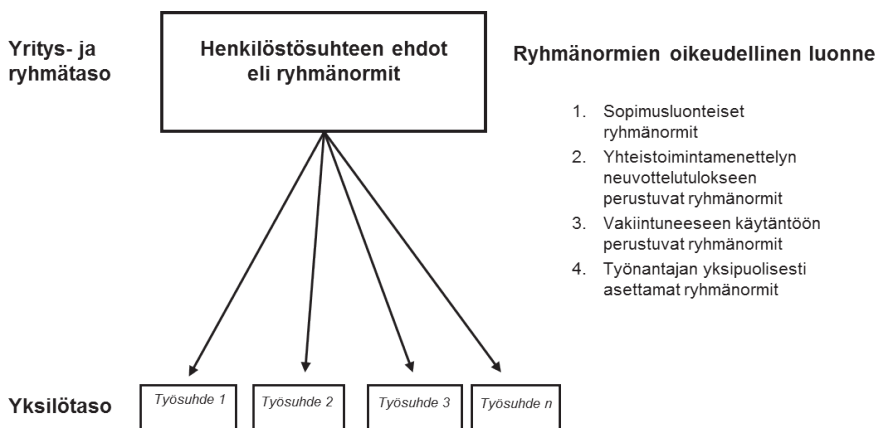 Yritys- ja
ryhmätaso
Henkilöstösuhteen ehdot
eli ryhmänormit
Ryhmänormien oikeudellinen luonne
1. Sopimusluonteiset
ryhmänormit
2. Yhteistoimintamenettelyn
neuvottelutulokseen
perustuvat ryhmänormit
3. Vakiintuneeseen käytäntöön
perustuvat ryhmänormit
4. Työnantajan yksipuolisesti
asettamat ryhmänormit
Yksilötaso
Työsuhde 1
Työsuhde 2
Työsuhde 3
Työsuhde n